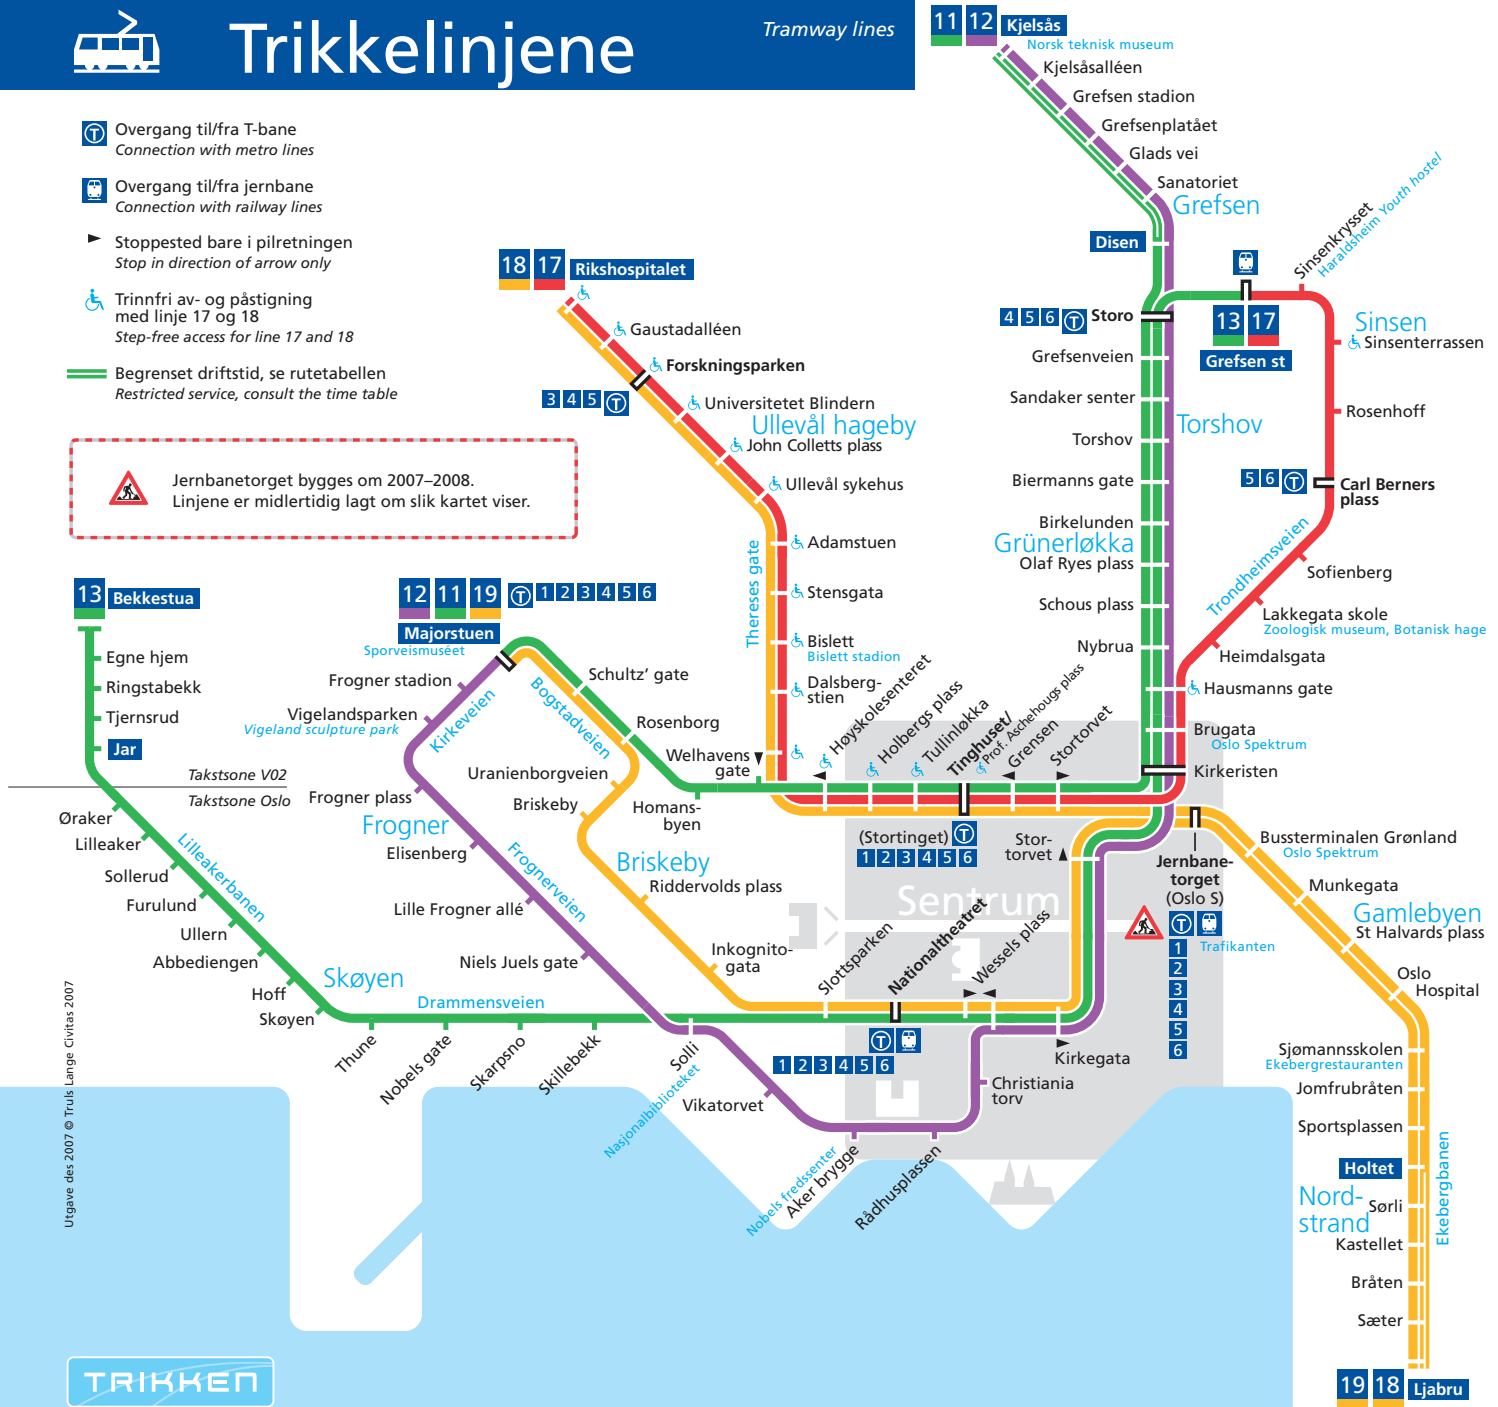 Trikkelinjene
Tramway lines
Overgang til/fra T-bane
Connection with metro lines
Overgang til/fra jernbane
Connection with railway lines
Stoppested bare i pilretningen
Stop in direction of arrow only
Trinnfri av- og påstigning
med linje 17 og 18
Step-free access for line 17 and 18
Begrenset driftstid, se rutetabellen
Restricted service, consult the time table
Jernbanetorget bygges om 2007–2008.
Linjene er midlertidig lagt om slik kartet viser.
11 12 Kjelsås
Norsk teknisk museum
Kjelsåsalléen
Grefsen stadion
Grefsenplatået
Glads vei
Sanatoriet
Grefsen
Disen
4 5 6 T Storo
Grefsenveien
Sandaker senter
Torshov
Torshov
Biermanns gate
Birkelunden
Grünerløkka
Olaf Ryes plass
Schous plass
Nybrua
Sinsenkrysset
Haraldsheim Youth hostel
13 17
Grefsen st
Sinsen
Sinsenterrassen
Rosenhoff
5 6 T Carl Berners
plass
Trondheimsveien
Sofienberg
Lakkegata skole
Zoologisk museum, Botanisk hage
Heimdalsgata
Hausmanns gate
Brugata
Oslo Spektrum
Kirkeristen
18 17 Rikshospitalet
Gaustadalléen
Forskningsparken
3 4 5 T
Universitetet Blindern
Ullevål hageby
John Colletts plass
Ullevål sykehus
Adamstuen
Thereses gate
Stensgata
Bislett
Bislett stadion
Dalsberg-
stien
Welhavens
gate
Høyskolesenteret
Holbergs plass
Tullinløkka
Tinghuset/
Prof. Aschehougs plass
Grensen
Stortorvet
(Stortinget) T
1 2 3 4 5 6
Stor-
torvet
13 Bekkestua
Egne hjem
Ringstabekk
Tjernsrud
Jar
Takstsone V02
Takstsone Oslo
Øraker
Lilleaker
Sollerud
Furulund
Ullern
Abbediengen
Hoff
Skøyen
Lilleakerbanen
Skøyen
Drammensveien
Thune
Nobels gate
Skarpsno
Skillebekk
Solli
Nasjonalbiblioteket
12 11 19 T 1 2 3 4 5 6
Majorstuen
Sporveismuséet
Frogner stadion
Vigelandsparken
Vigeland sculpture park
Kirkeveien
Frogner plass
Frogner
Elisenberg
Frognerveien
Lille Frogner allé
Niels Juels gate
Bogstadveien
Schultz' gate
Rosenborg
Uranienborgveien
Briskeby
Homans-
byen
Briskeby
Riddervolds plass
Inkognito-
gata
Sentrum
Slottsparken
Nationaltheatret
Wessels plass
T
1 2 3 4 5 6
Kirkegata
Christiania
torv
Vikatorvet
Nobels fredssenter
Aker brygge
Rådhusplassen
Jernbane-
torget
(Oslo S)
T
1
2
3
4
5
6
Trafikanten
Bussterminalen Grønland
Oslo Spektrum
Munkegata
Gamlebyen
St Halvards plass
Oslo
Hospital
Sjømannsskolen
Ekebergrestauranten
Jomfrubråten
Sportsplassen
Holtet
Nord-
strand
Sørli
Kastellet
Bråten
Sæter
Ekebergbanen
19 18 Ljabru
Utgave des 2007 © Truls Lange Civitas 2007
TRIKKEN